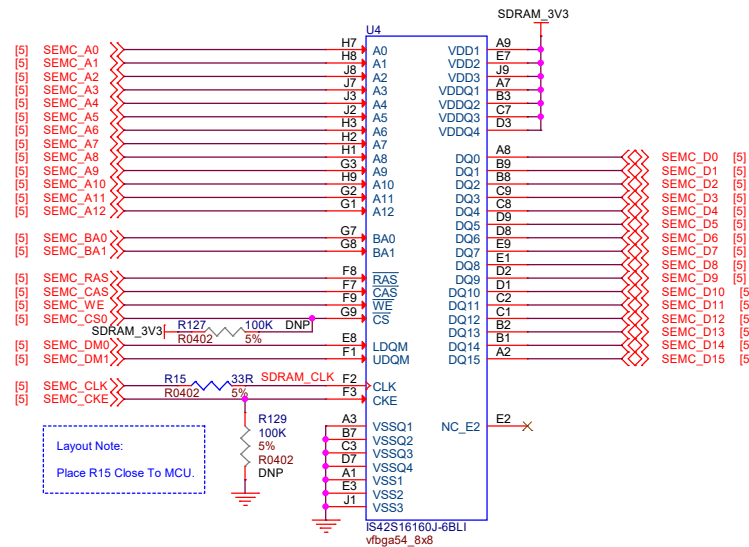 SDRAM_3V3
U4
[5] SEMC_A0 H7 A0 VDD1 A9
[5] SEMC_A1 H8 A1 VDD2 E7
[5] SEMC_A2 J8 A2 VDD3 J9
[5] SEMC_A3 J7 A3 VDDQ1 A7
[5] SEMC_A4 J3 A4 VDDQ2 B3
[5] SEMC_A5 J2 A5 VDDQ3 C7
[5] SEMC_A6 H3 A6 VDDQ4 D3
[5] SEMC_A7 H2 A7
[5] SEMC_A8 H1 A8 DQ0 A8 SEMC_D0 [5]
[5] SEMC_A9 G3 A9 DQ1 B9 SEMC_D1 [5]
[5] SEMC_A10 H9 A10 DQ2 B8 SEMC_D2 [5]
[5] SEMC_A11 G2 A11 DQ3 C9 SEMC_D3 [5]
[5] SEMC_A12 G1 A12 DQ4 C8 SEMC_D4 [5]
DQ5 D9 SEMC_D5 [5]
[5] SEMC_BA0 G7 BA0 DQ6 D8 SEMC_D6 [5]
[5] SEMC_BA1 G8 BA1 DQ7 E9 SEMC_D7 [5]
DQ8 E1 SEMC_D8 [5]
[5] SEMC_RAS F8 RAS DQ9 D2 SEMC_D9 [5]
[5] SEMC_CAS F7 CAS DQ10 D1 SEMC_D10 [5
[5] SEMC_WE F9 WE DQ11 C2 SEMC_D11 [5
[5] SEMC_CS0 G9 CS DQ12 C1 SEMC_D12 [5
SDRAM_3V3 R127 100K DNP DQ13 B2 SEMC_D13 [5
R0402 5%
[5] SEMC_DM0 E8 LDQM DQ14 B1 SEMC_D14 [5
[5] SEMC_DM1 F1 UDQM DQ15 A2 SEMC_D15 [5
[5] SEMC_CLK R15 33R SDRAM_CLK F2 CLK
R0402 5%
[5] SEMC_CKE F3 CKE
R129
100K
5%
R0402
DNP
A3 VSSQ1 NC_E2 E2
B7 VSSQ2
C3 VSSQ3
D7 VSSQ4
A1 VSS1
E3 VSS2
J1 VSS3
Layout Note:
Place R15 Close To MCU.
IS42S16160J-6BLI
vfbga54_8x8